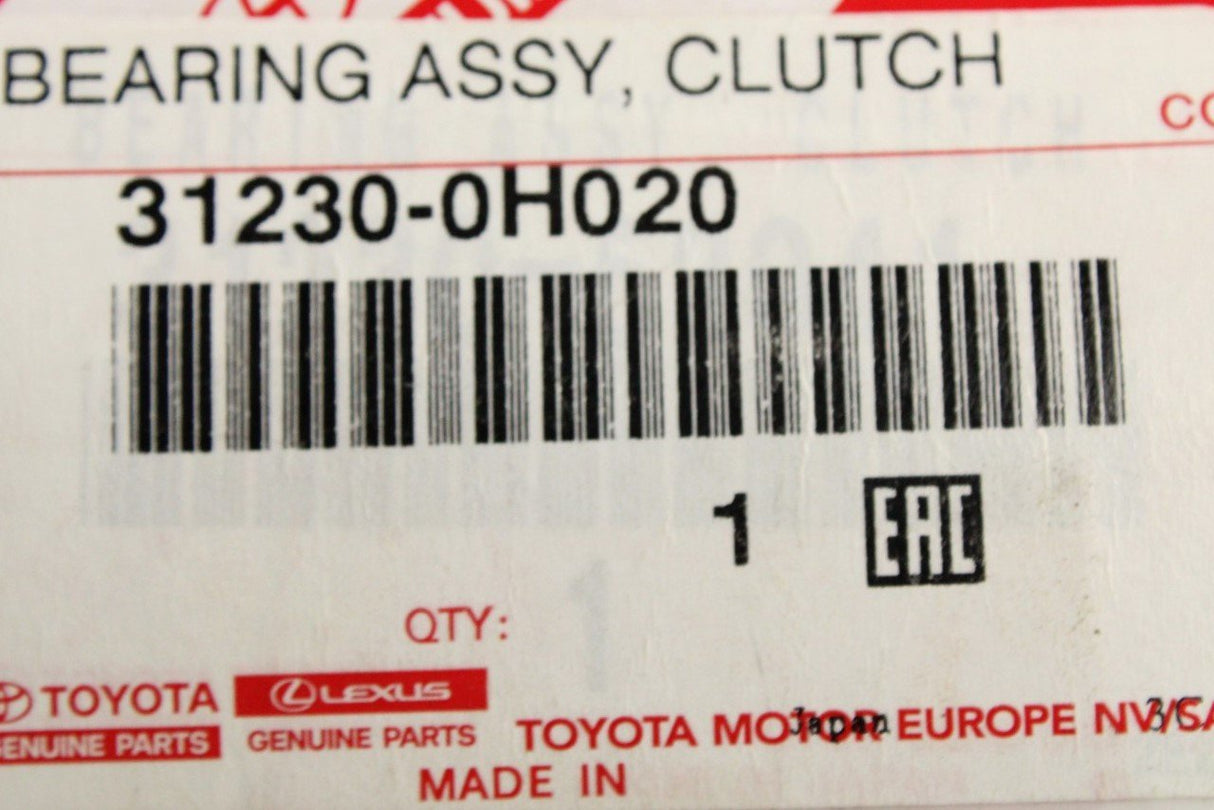 BEARING ASSY, CLUTCH
CO
31230-0H020
1
EAC
QTY:
TOYOTA
GENUINE PARTS
LEXUS
GENUINE PARTS
TOYOTA MOTOR EUROPE NV/SA
Japan
MADE IN